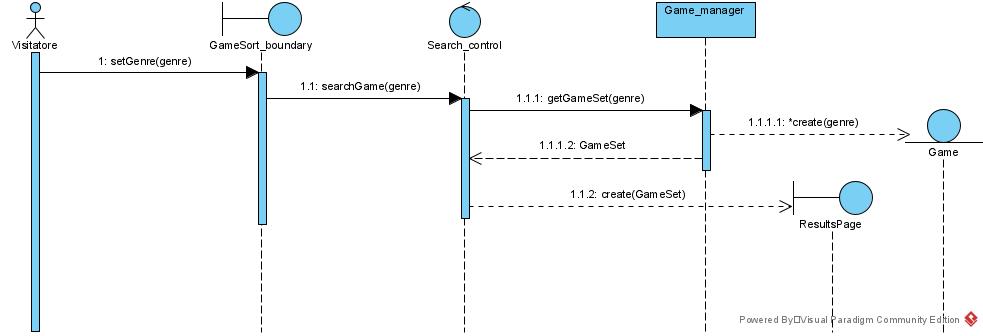 Visitatore
GameSort_boundary
Search_control
Game_manager
1: setGenre(genre)
1.1: searchGame(genre)
1.1.1: getGameSet(genre)
1.1.1.1: *create(genre)
1.1.1.2: GameSet
Game
1.1.2: create(GameSet)
ResultsPage
Powered By Visual Paradigm Community Edition